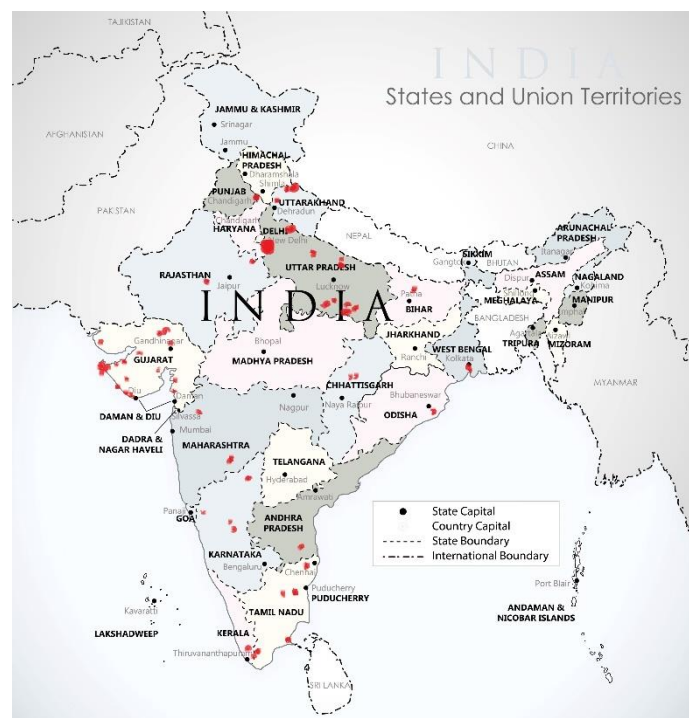 TAJIKISTAN
INDIA
States and Union Territories
JAMMU & KASHMIR
Srinagar
AFGHANISTAN
Jammu
CHINA
HIMACHAL
PRADESH
Dharamshala
Shimla
PUNJAB
Chandigarh
UTTARAKHAND
Dehradun
PAKISTAN
Chandigarh
HARYANA
DELHI
New Delhi
NEPAL
ARUNACHAL
PRADESH
Itanagar
SIKKIM
Gangtok
BHUTAN
RAJASTHAN
Jaipur
UTTAR PRADESH
Lucknow
Dispur
ASSAM
NAGALAND
Kohima
Shillong
MEGHALAYA
MANIPUR
Imphal
INDIA
Patna
BIHAR
BANGLADESH
Gandhinagar
GUJARAT
Bhopal
MADHYA PRADESH
JHARKHAND
Ranchi
WEST BENGAL
Kolkata
Agartala
TRIPURA
Aizawl
MIZORAM
MYANMAR
CHHATTISGARH
Naya Raipur
Diu
Daman
DAMAN & DIU
Silvassa
Nagpur
Bhubaneswar
ODISHA
DADRA &
NAGAR HAVELI
Mumbai
MAHARASHTRA
TELANGANA
Hyderabad
Amrawati
Panaji
GOA
ANDHRA
PRADESH
State Capital
Country Capital
State Boundary
International Boundary
KARNATAKA
Bengaluru
Chennai
Port Blair
Kavaratti
Puducherry
PUDUCHERRY
ANDAMAN &
NICOBAR ISLANDS
TAMIL NADU
LAKSHADWEEP
KERALA
Thiruvananthapuram
SRI LANKA